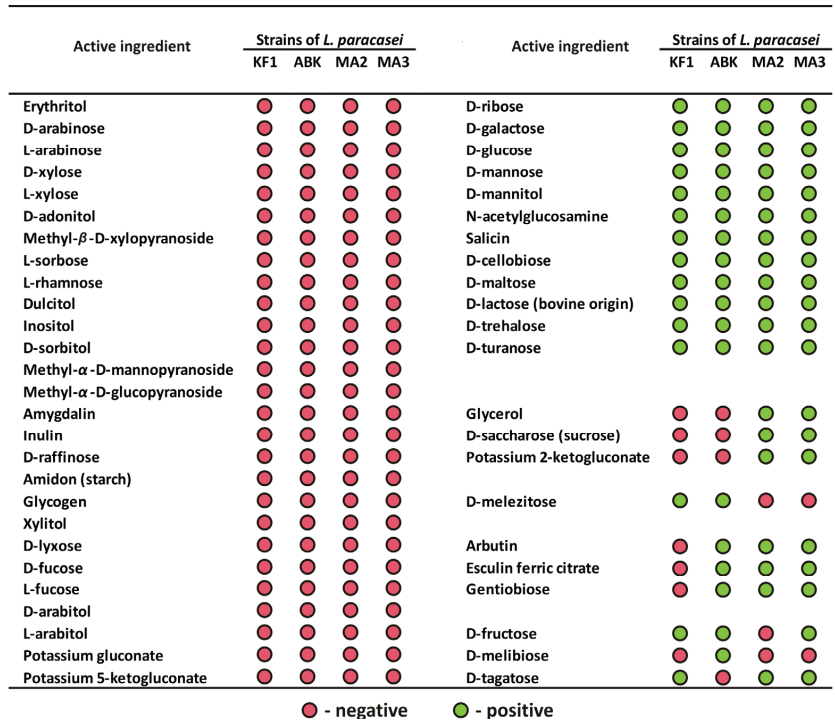 Active ingredient
Strains of L. paracasei
KF1 ABK MA2 MA3
Erythritol
D-arabinose
L-arabinose
D-xylose
L-xylose
D-adonitol
Methyl-β-D-xylopyranoside
L-sorbose
L-rhamnose
Dulcitol
Inositol
D-sorbitol
Methyl-α-D-mannopyranoside
Methyl-α-D-glucopyranoside
Amygdalin
Inulin
D-raffinose
Amidon (starch)
Glycogen
Xylitol
D-lyxose
D-fucose
L-fucose
D-arabitol
L-arabitol
Potassium gluconate
Potassium 5-ketogluconate
Active ingredient
Strains of L. paracasei
KF1 ABK MA2 MA3
D-ribose
D-galactose
D-glucose
D-mannose
D-mannitol
N-acetylglucosamine
Salicin
D-cellobiose
D-maltose
D-lactose (bovine origin)
D-trehalose
D-turanose
Glycerol
D-saccharose (sucrose)
Potassium 2-ketogluconate
D-melezitose
Arbutin
Esculin ferric citrate
Gentiobiose
D-fructose
D-melibiose
D-tagatose
- negative - positive